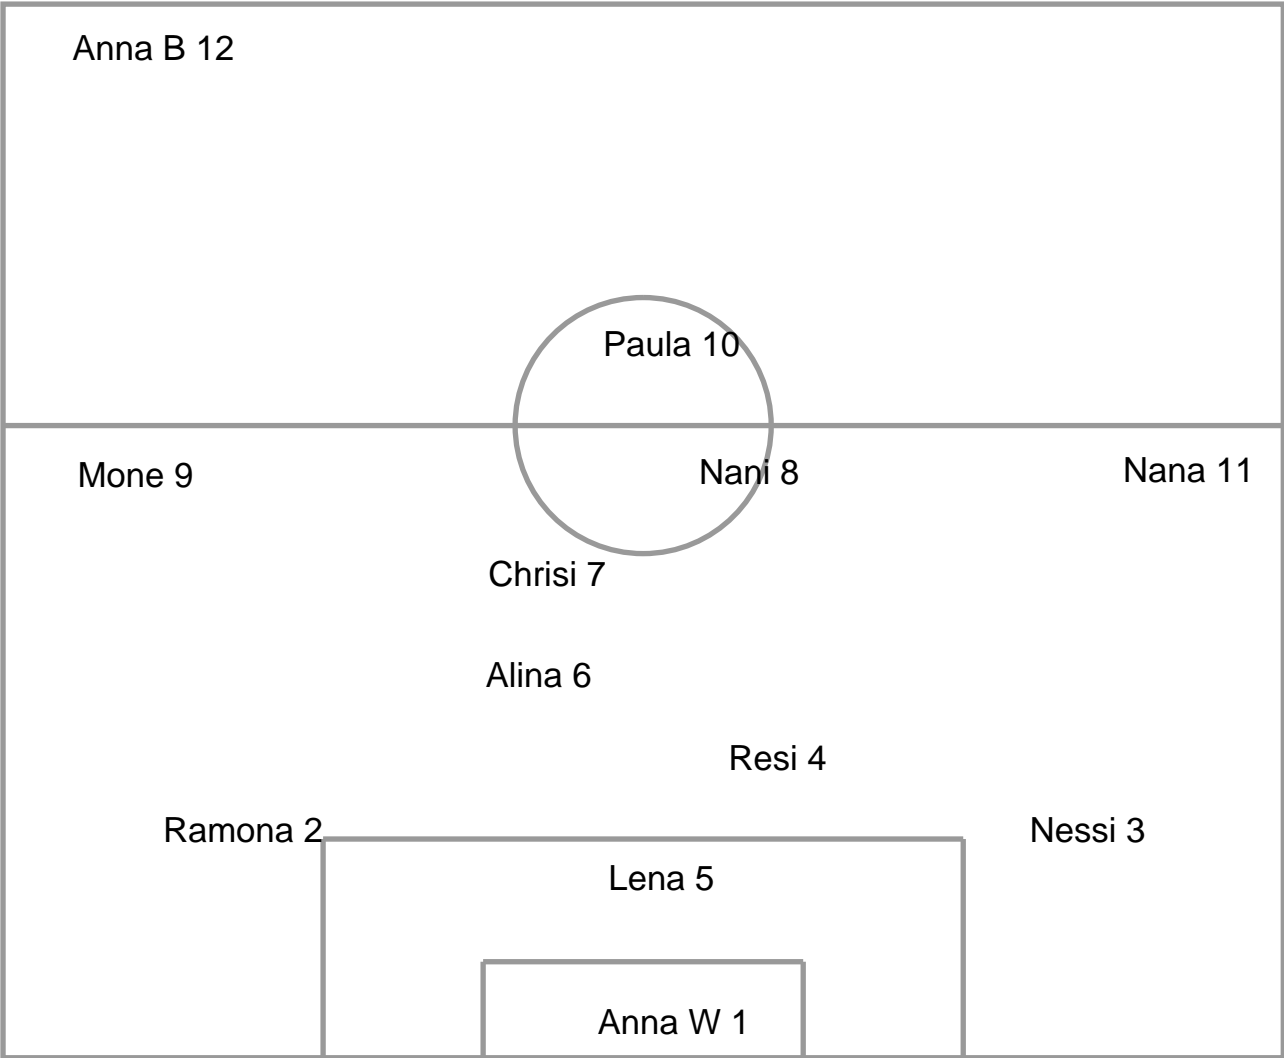 Anna B 12
Paula 10
Mone 9
Nani 8
Nana 11
Chrisi 7
Alina 6
Resi 4
Ramona 2
Nessi 3
Lena 5
Anna W 1